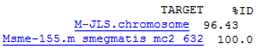 TARGET %ID
M-JLS.chromosome 96.43
Msme-155.m smegmatis mc2 632 100.0